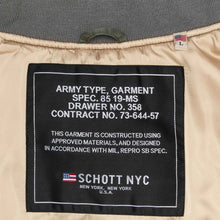 L
ARMY TYPE, GARMENT
SPEC. 85 19-MS
DRAWER NO. 358
CONTRACT NO. 73-644-57
THIS GARMENT IS CONSTRUCTED USING
APPROVED MATERIALS, AND DESIGNED
IN ACCORDANCE WITH MIL. REPRO SB SPEC.
SCHOTT NYC
NEW YORK, NEW YORK
U.S.A.